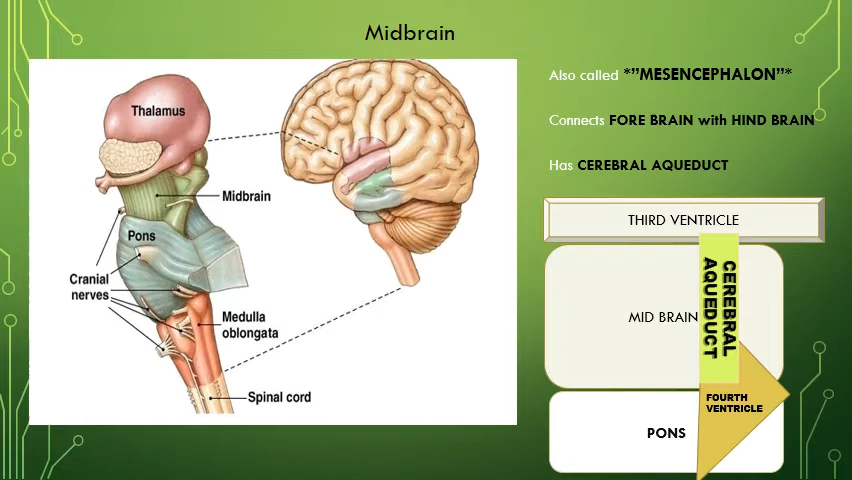 Midbrain
Thalamus
Midbrain
Pons
Cranial
nerves
Medulla
oblongata
Spinal cord
Also called *”MESENCEPHALON”*
Connects FORE BRAIN with HIND BRAIN
Has CEREBRAL AQUEDUCT
THIRD VENTRICLE
CEREBRAL
AQUEDUCT
MID BRAIN
FOURTH
VENTRICLE
PONS